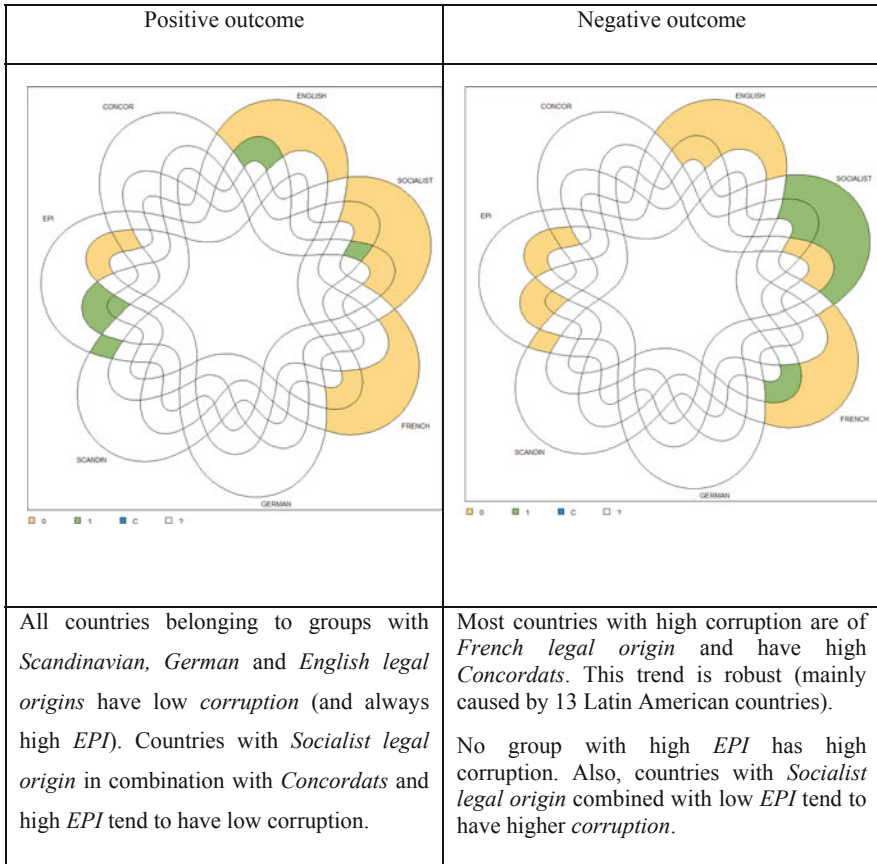 Positive outcome
Negative outcome
CONCOR
ENGLISH
SOCIALIST
EPI
FRENCH
SCANDIN
GERMAN
0 1 C ?
CONCOR
ENGLISH
SOCIALIST
EPI
FRENCH
SCANDIN
GERMAN
0 1 C ?
All countries belonging to groups with
Scandinavian, German and English legal
origins have low corruption (and always
high EPI). Countries with Socialist legal
origin in combination with Concordats and
high EPI tend to have low corruption.
Most countries with high corruption are of
French legal origin and have high
Concordats. This trend is robust (mainly
caused by 13 Latin American countries).
No group with high EPI has high
corruption. Also, countries with Socialist
legal origin combined with low EPI tend to
have higher corruption.